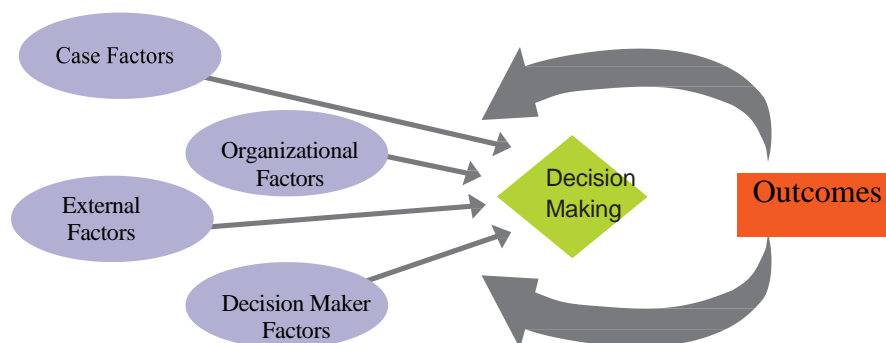 Case Factors
Organizational
Factors
External
Factors
Decision Maker
Factors
Decision
Making
Outcomes